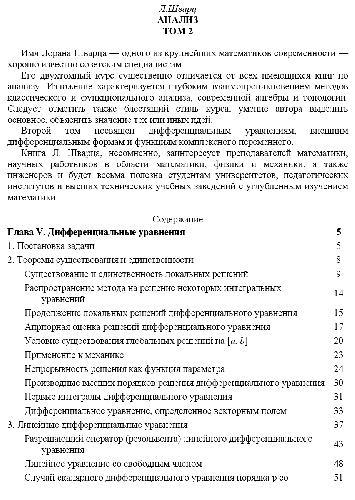 Л.Шварц
АНАЛИЗ
ТОМ 2
Имя Лорана Шварца — одного из крупнейших математиков современности —
хорошо известно советским специалистам.
Его двухтомный курс существенно отличается от всех имеющихся книг по
анализу. Изложение характеризуется глубоким взаимопроникновением методов
классического и функционального анализа, современной алгебры и топологии.
Следует отметить также блестящий стиль курса, умение автора выделить
основное, объяснить значение тех или иных идей.
Второй том посвящен дифференциальным уравнениям, внешним
дифференциальным формам и функциям комплексного переменного.
Книга Л. Шварца, несомненно, заинтересует преподавателей математики,
научных работников в области математики, физики и механики, а также
инженеров и будет весьма полезна студентам университетов, педагогических
институтов и высших технических учебных заведений с углубленным изучением
математики.
Содержание
Глава V. Дифференциальные уравнения 5
1. Постановка задачи 5
2. Теоремы существования и единственности 8
Существование и единственность локальных решений 9
Распространение метода на решение некоторых интегральных
уравнений 14
Продолжение локальных решений дифференциального уравнения 15
Априорная оценка решений дифференциального уравнения 17
Условие существования глобальных решений на [a, b] 20
Применение к механике 23
Непрерывность решения как функция параметра 24
Производные высших порядков решения дифференциального уравнения 30
Первые интегралы дифференциального уравнения 31
Дифференциальное уравнение, определенное векторным полем 33
3. Линейные дифференциальные уравнения 37
Разрешающий оператор (резольвента) линейного дифференциального
уравнения 43
Линейное уравнение со свободным членом 48
Случай скалярного дифференциального уравнения порядка p со 51